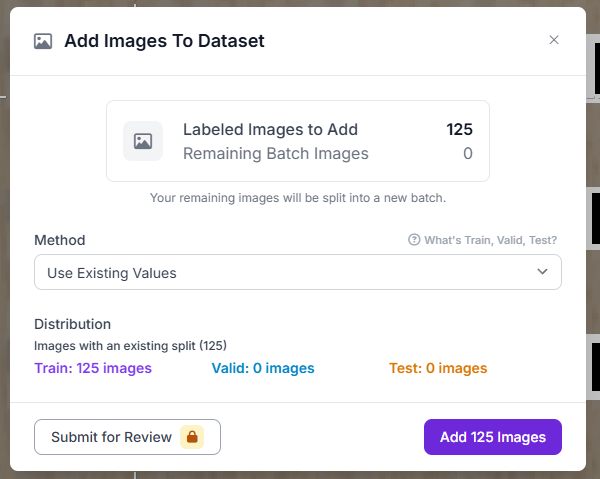 Add Images To Dataset
Labeled Images to Add 125
Remaining Batch Images 0
Your remaining images will be split into a new batch.
Method What's Train, Valid, Test?
Use Existing Values
Distribution
Images with an existing split (125)
Train: 125 images Valid: 0 images Test: 0 images
Submit for Review Add 125 Images